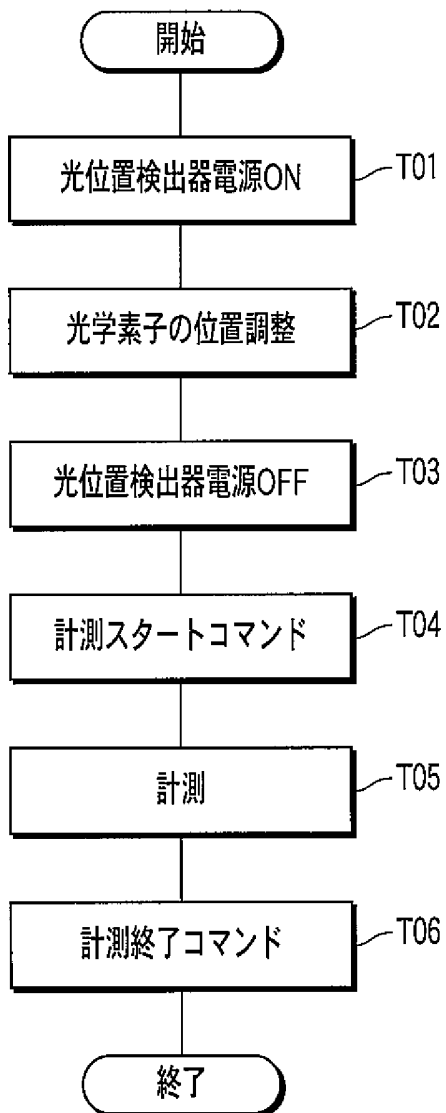 開始
光位置検出器電源ON
T01
光学素子の位置調整
T02
光位置検出器電源OFF
T03
計測スタートコマンド
T04
計測
T05
計測終了コマンド
T06
終了